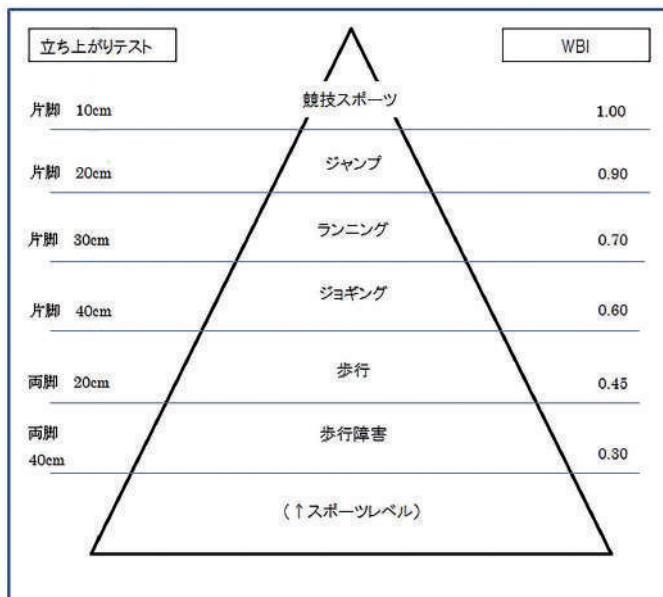 立ち上がりテスト WBI
競技スポーツ
片脚 10cm 1.00
片脚 20cm ジャンプ 0.90
片脚 30cm ランニング 0.70
片脚 40cm ジョギング 0.60
両脚 20cm 歩行 0.45
両脚
40cm 歩行障害 0.30
(↑スポーツレベル)